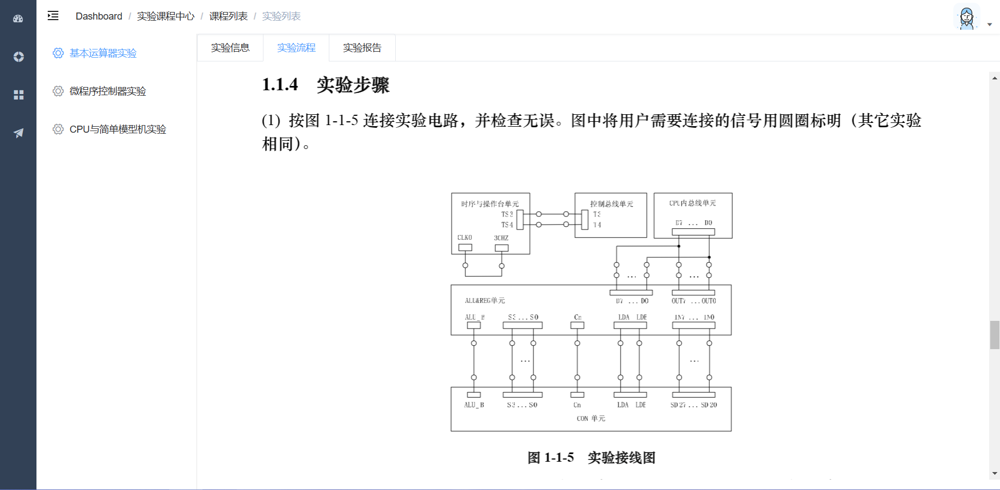 Dashboard / 实验课程中心 / 课程列表 / 实验列表
基本运算器实验
微程序控制器实验
CPU与简单模型机实验
实验信息 实验流程 实验报告
1.1.4 实验步骤
(1) 按图 1-1-5 连接实验电路，并检查无误。图中将用户需要连接的信号用圆圈标明（其它实验
相同）。
时序与操作台单元 控制总线单元 CPU内总线单元
TS3 T3
TS4 T4
D7 ... D0
CLK0 30HZ
ALU&REG单元
D7 ... D0 OUT7 ... OUT0
ALU_B S3...S0 Cn LDA LDB IN7 ... IN0
ALU_B S3...S0 Cn LDA LDB SD27... SD20
CON 单元
图 1-1-5 实验接线图